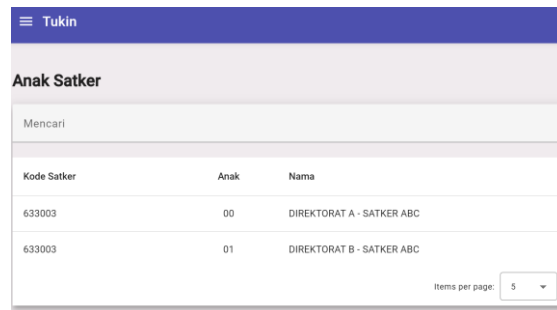 Tukin
Anak Satker
Mencari
Kode Satker Anak Nama
633003 00 DIREKTORAT A - SATKER ABC
633003 01 DIREKTORAT B - SATKER ABC
Items per page: 5